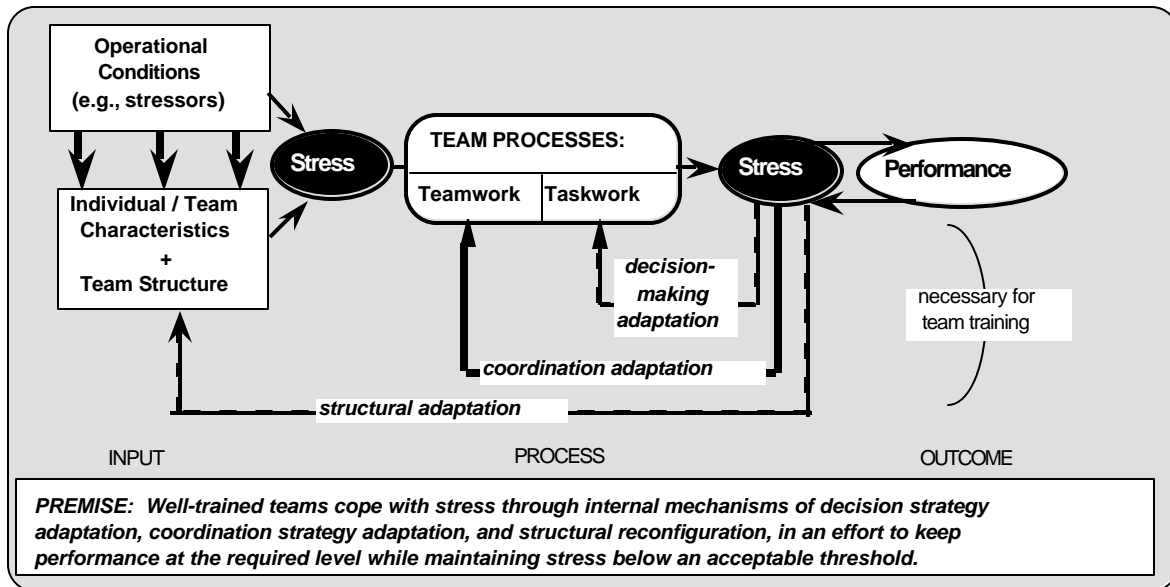 Operational
Conditions
(e.g., stressors)
Individual / Team
Characteristics
+
Team Structure
Stress
TEAM PROCESSES:
Teamwork
Taskwork
Stress
Performance
decision-
making
adaptation
coordination adaptation
structural adaptation
necessary for
team training
INPUT
PROCESS
OUTCOME
PREMISE: Well-trained teams cope with stress through internal mechanisms of decision strategy
adaptation, coordination strategy adaptation, and structural reconfiguration, in an effort to keep
performance at the required level while maintaining stress below an acceptable threshold.